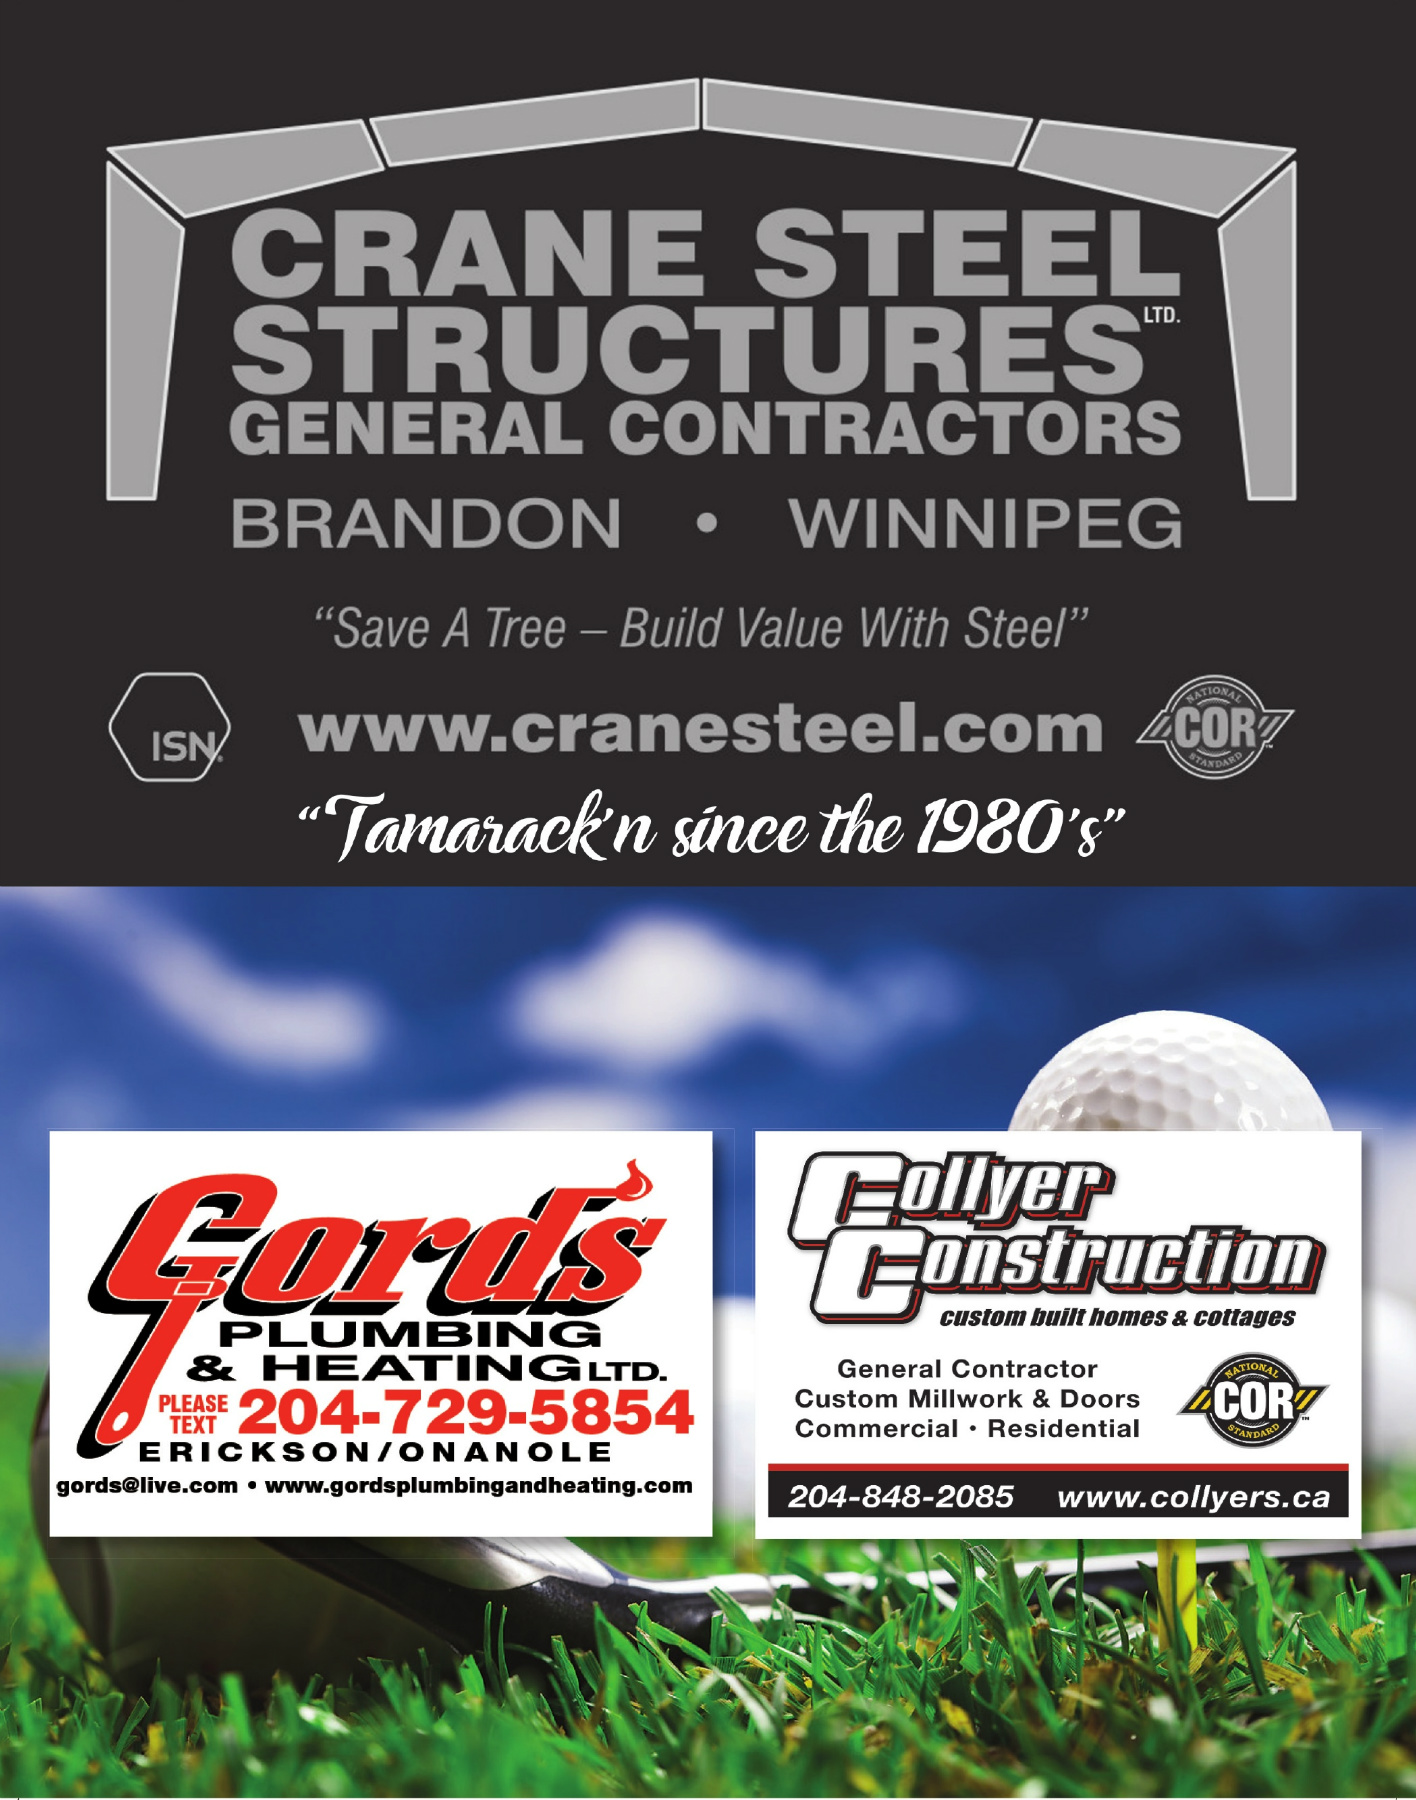 CRANE STEEL
STRUCTURES LTD.
GENERAL CONTRACTORS
BRANDON • WINNIPEG
“Save A Tree – Build Value With Steel”
ISN
www.cranesteel.com
NATIONAL
COR™
STANDARD
“Tamarack’n since the 1980’s”
Gord's
PLUMBING
& HEATING LTD.
PLEASE
TEXT
204-729-5854
ERICKSON/ONANOLE
gords@live.com • www.gordsplumbingandheating.com
Collyer
Construction
custom built homes & cottages
General Contractor
Custom Millwork & Doors
Commercial • Residential
NATIONAL
COR™
STANDARD
204-848-2085 www.collyers.ca